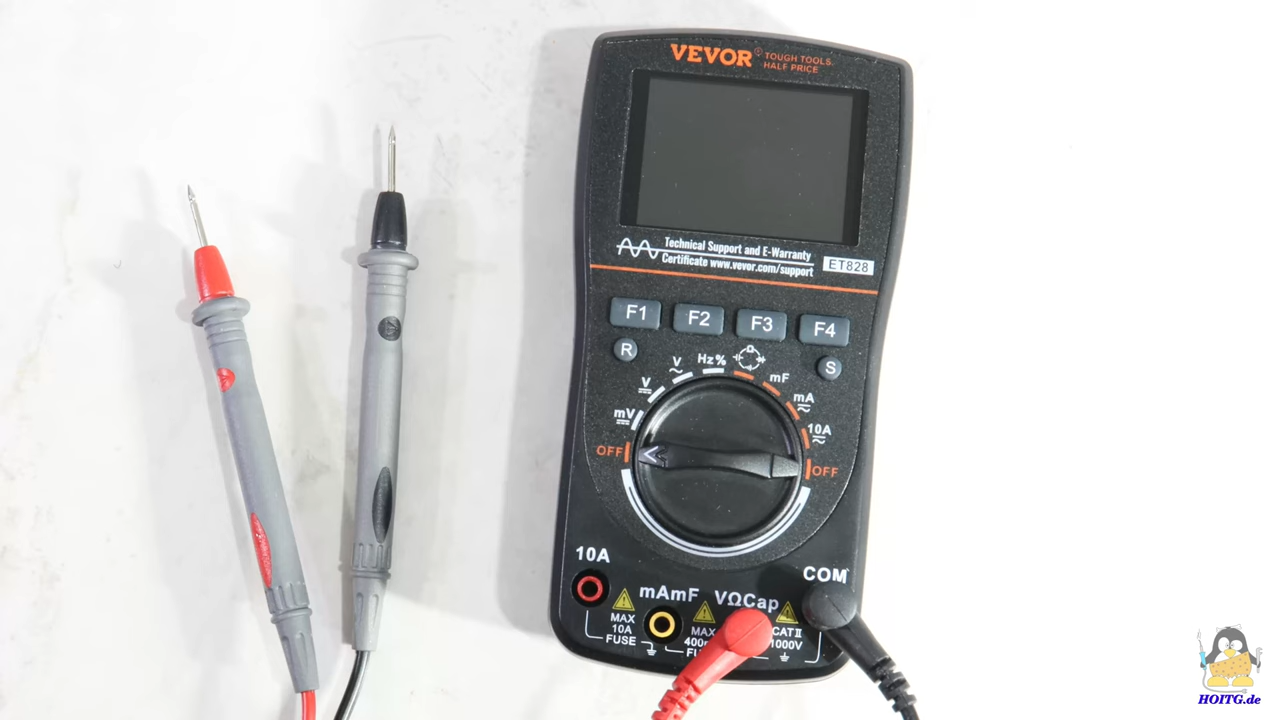 VEVOR®
TOUGH TOOLS,
HALF PRICE
Technical Support and E-Warranty
Certificate www.vevor.com/support
ET828
F1 F2 F3 F4
R S
mV V V Hz% mF mA 10A
OFF OFF
10A
mAmF
VΩCap
COM
MAX
10A
FUSE
MAX
CAT II
1000V
HOITG.de